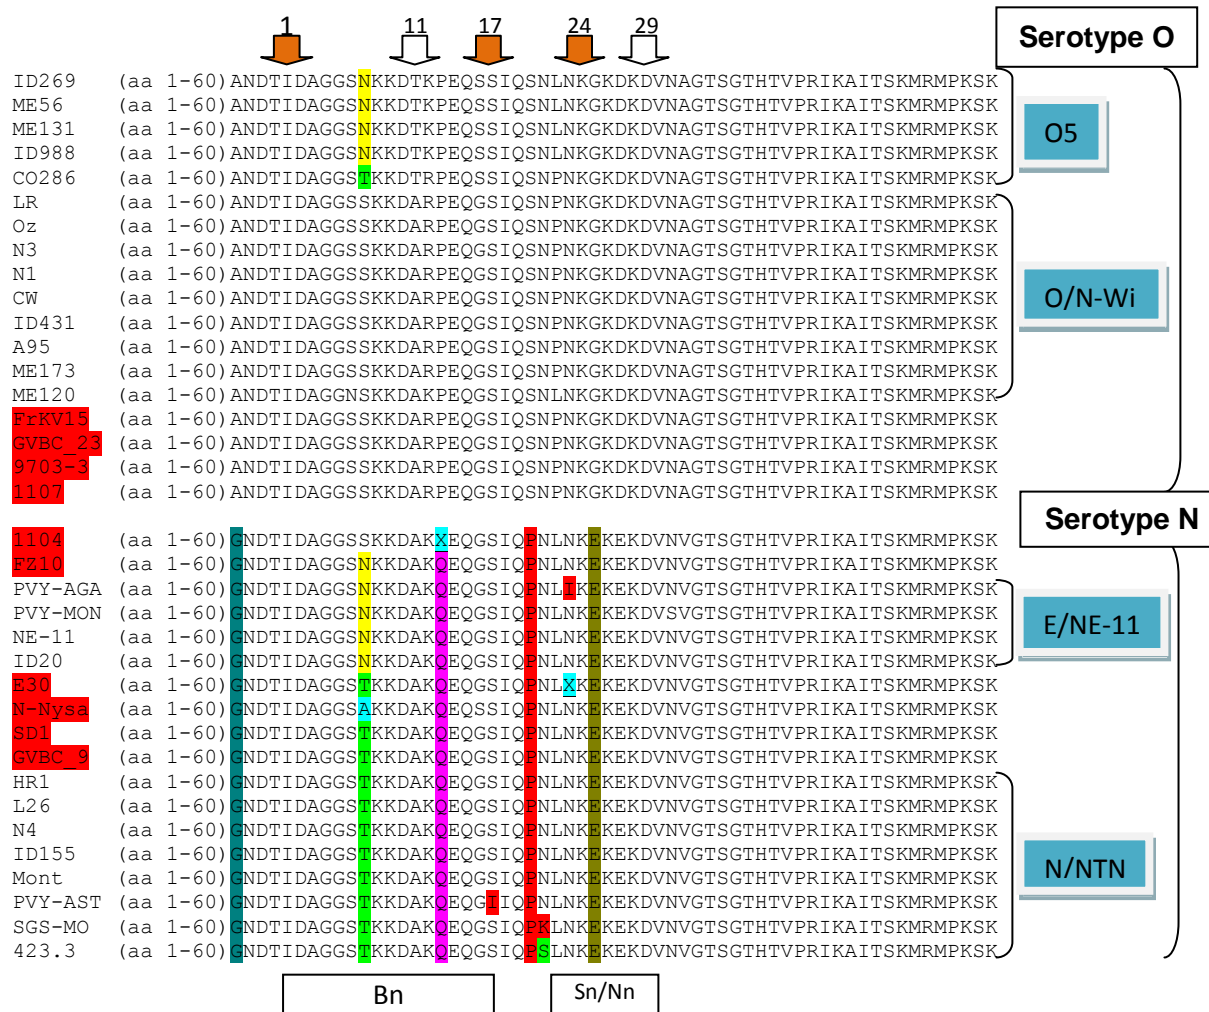 1 11 17 24 29
Serotype O
ID269 (aa 1-60)ANDTIDAGGSNKKDTKPEQSSIQSNLNKGKDKDVNAGTSGTHTVPRIKAITSKMRMPKSK
ME56 (aa 1-60)ANDTIDAGGSNKKDTKPEQSSIQSNLNKGKDKDVNAGTSGTHTVPRIKAITSKMRMPKSK
ME131 (aa 1-60)ANDTIDAGGSNKKDTKPEQSSIQSNLNKGKDKDVNAGTSGTHTVPRIKAITSKMRMPKSK
O5
ID988 (aa 1-60)ANDTIDAGGSNKKDTKPEQSSIQSNLNKGKDKDVNAGTSGTHTVPRIKAITSKMRMPKSK
CO286 (aa 1-60)ANDTIDAGGSTKKDTRPEQSSIQSNLNKGKDKDVNAGTSGTHTVPRIKAITSKMRMPKSK
LR (aa 1-60)ANDTIDAGGSSKKDARPEQGSIQSNPNKGKDKDVNAGTSGTHTVPRIKAITSKMRMPKSK
Oz (aa 1-60)ANDTIDAGGSSKKDARPEQGSIQSNPNKGKDKDVNAGTSGTHTVPRIKAITSKMRMPKSK
N3 (aa 1-60)ANDTIDAGGSSKKDARPEQGSIQSNPNKGKDKDVNAGTSGTHTVPRIKAITSKMRMPKSK
N1 (aa 1-60)ANDTIDAGGSSKKDARPEQGSIQSNPNKGKDKDVNAGTSGTHTVPRIKAITSKMRMPKSK
O/N-Wi
CW (aa 1-60)ANDTIDAGGSSKKDARPEQGSIQSNPNKGKDKDVNAGTSGTHTVPRIKAITSKMRMPKSK
ID431 (aa 1-60)ANDTIDAGGSSKKDARPEQGSIQSNPNKGKDKDVNAGTSGTHTVPRIKAITSKMRMPKSK
A95 (aa 1-60)ANDTIDAGGSSKKDARPEQGSIQSNPNKGKDKDVNAGTSGTHTVPRIKAITSKMRMPKSK
ME173 (aa 1-60)ANDTIDAGGSSKKDARPEQGSIQSNPNKGKDKDVNAGTSGTHTVPRIKAITSKMRMPKSK
ME120 (aa 1-60)ANDTIDAGGNSKKDAKPEQGSIQSNPNKGKDKDVNAGTSGTHTVPRIKAITSKMRMPKSK
FrKV15 (aa 1-60)ANDTIDAGGSSKKDAKPEQGSIQSNPNKGKDKDVNAGTSGTHTVPRIKAITSKMRMPKSK
GVBC_23 (aa 1-60)ANDTIDAGGSSKKDARPEQGSIQSNPNKGKDKDVNAGTSGTHTVPRIKAITSKMRMPKSK
9703-3 (aa 1-60)ANDTIDAGGSSKKDARPEQGSIQSNPNKGKDKDVNAGTSGTHTVPRIKAITSKMRMPKSK
1107 (aa 1-60)ANDTIDAGGSSKKDARPEQGSIQSNPNKGKDKDVNAGTSGTHTVPRIKAITSKMRMPKSK
Serotype N
1104 (aa 1-60)GNDTIDAGGSSKKDAKXEQGSIQPNLNKEKEKDVNVGTSGTHTVPRIKAITSKMRMPKSK
FZ10 (aa 1-60)GNDTIDAGGSNKKDAKQEQGSIQPNLNKEKEKDVNVGTSGTHTVPRIKAITSKMRMPKSK
PVY-AGA (aa 1-60)GNDTIDAGGSNKKDAKQEQGSIQPNLIKEKEKDVNVGTSGTHTVPRIKAITSKMRMPKSK
PVY-MON (aa 1-60)GNDTIDAGGSNKKDAKQEQGSIQPNLNKEKEKDVSVGTSGTHTVPRIKAITSKMRMPKSK
E/NE-11
NE-11 (aa 1-60)GNDTIDAGGSNKKDAKQEQGSIQPNLNKEKEKDVNVGTSGTHTVPRIKAITSKMRMPKSK
ID20 (aa 1-60)GNDTIDAGGSNKKDAKQEQGSIQPNLNKEKEKDVNVGTSGTHTVPRIKAITSKMRMPKSK
E30 (aa 1-60)GNDTIDAGGSTKKDAKQEQGSIQPNLXKEKEKDVNVGTSGTHTVPRIKAITSKMRMPKSK
N-Nysa (aa 1-60)GNDTIDAGGSAKKDAKQEQSSIQPNLNKEKEKDVNVGTSGTHTVPRIKAITSKMRMPKSK
SD1 (aa 1-60)GNDTIDAGGSTKKDAKQEQGSIQPNLNKEKEKDVNVGTSGTHTVPRIKAITSKMRMPKSK
GVBC_9 (aa 1-60)GNDTIDAGGSTKKDAKQEQGSIQPNLNKEKEKDVNVGTSGTHTVPRIKAITSKMRMPKSK
HR1 (aa 1-60)GNDTIDAGGSTKKDAKQEQGSIQPNLNKEKEKDVNVGTSGTHTVPRIKAITSKMRMPKSK
L26 (aa 1-60)GNDTIDAGGSTKKDAKQEQGSIQPNLNKEKEKDVNVGTSGTHTVPRIKAITSKMRMPKSK
N4 (aa 1-60)GNDTIDAGGSTKKDAKQEQGSIQPNLNKEKEKDVNVGTSGTHTVPRIKAITSKMRMPKSK
ID155 (aa 1-60)GNDTIDAGGSTKKDAKQEQGSIQPNLNKEKEKDVNVGTSGTHTVPRIKAITSKMRMPKSK
N/NTN
Mont (aa 1-60)GNDTIDAGGSTKKDAKQEQGSIQPNLNKEKEKDVNVGTSGTHTVPRIKAITSKMRMPKSK
PVY-AST (aa 1-60)GNDTIDAGGSTKKDAKQEQGTIQPNLNKEKEKDVNVGTSGTHTVPRIKAITSKMRMPKSK
SGS-MO (aa 1-60)GNDTIDAGGSTKKDAKQEQGSIQPKLNKEKEKDVNVGTSGTHTVPRIKAITSKMRMPKSK
423.3 (aa 1-60)GNDTIDAGGSTKKDAKQEQGSIQPSLNKEKEKDVNVGTSGTHTVPRIKAITSKMRMPKSK
Bn Sn/Nn